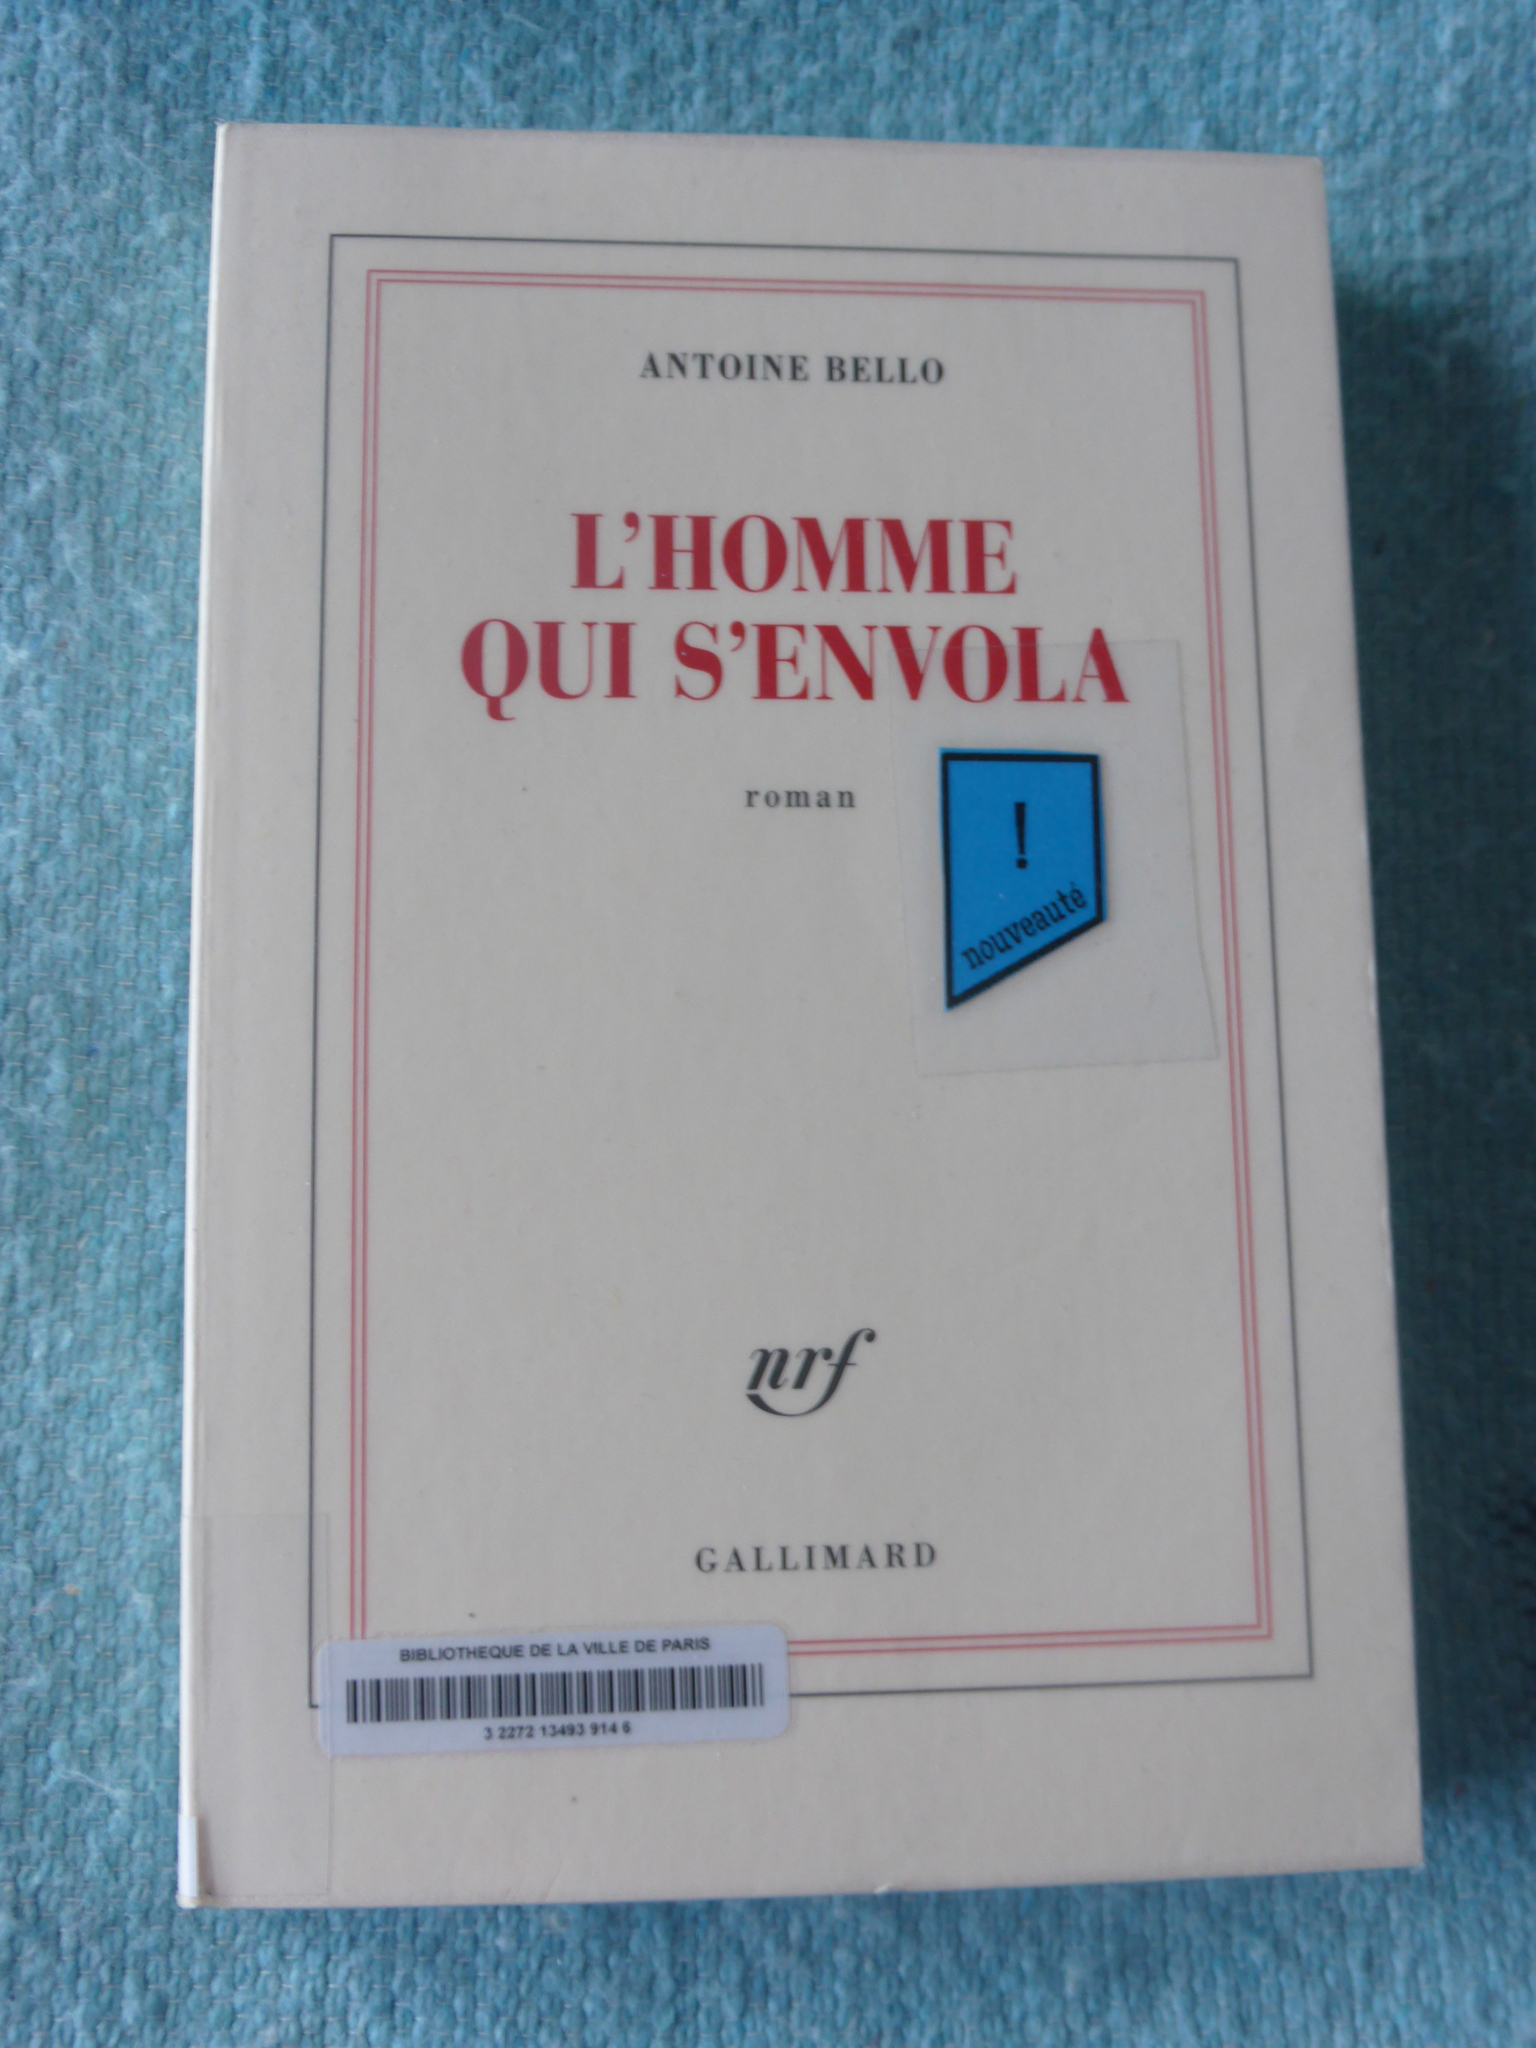 ANTOINE BELLO
L'HOMME
QUI S'ENVOLA
roman
!
nouveauté
nrf
GALLIMARD
BIBLIOTHEQUE DE LA VILLE DE PARIS
3 2272 13493 914 6